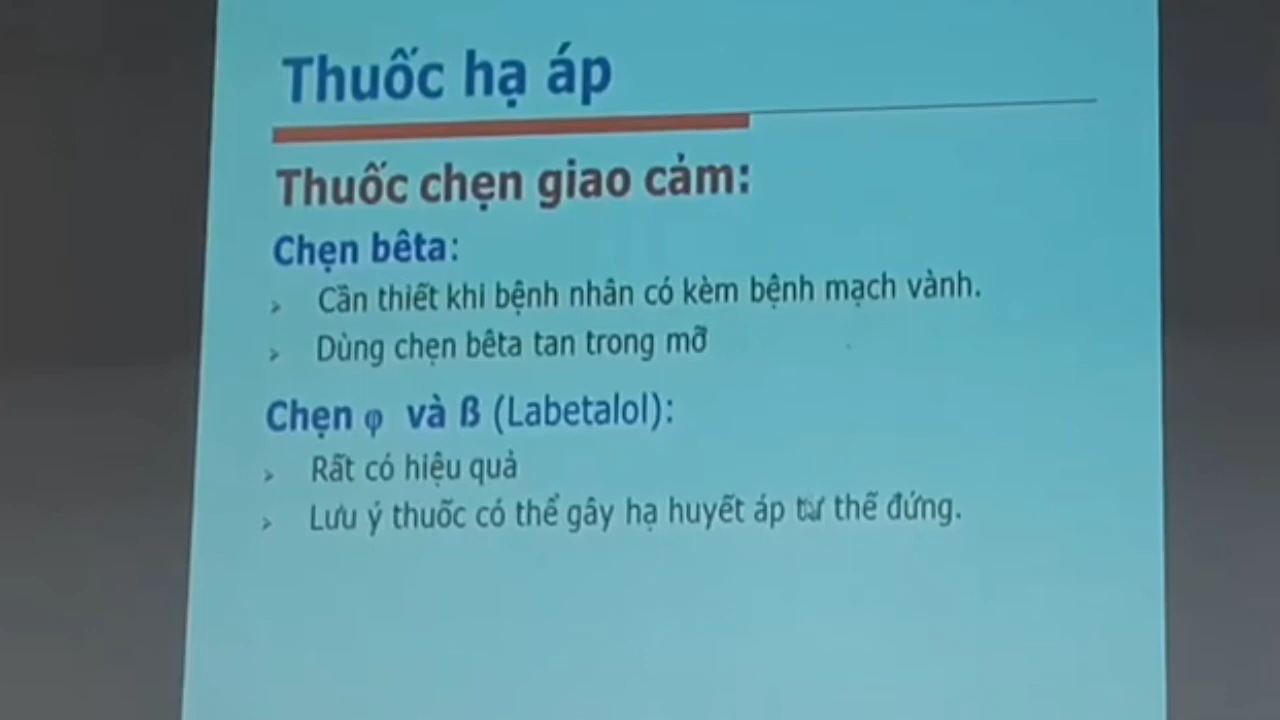 Thuốc hạ áp
Thuốc chẹn giao cảm:
Chẹn bêta:
Cần thiết khi bệnh nhân có kèm bệnh mạch vành.
Dùng chẹn bêta tan trong mỡ
Chẹn φ và ß (Labetalol):
Rất có hiệu quả
Lưu ý thuốc có thể gây hạ huyết áp tư thế đứng.